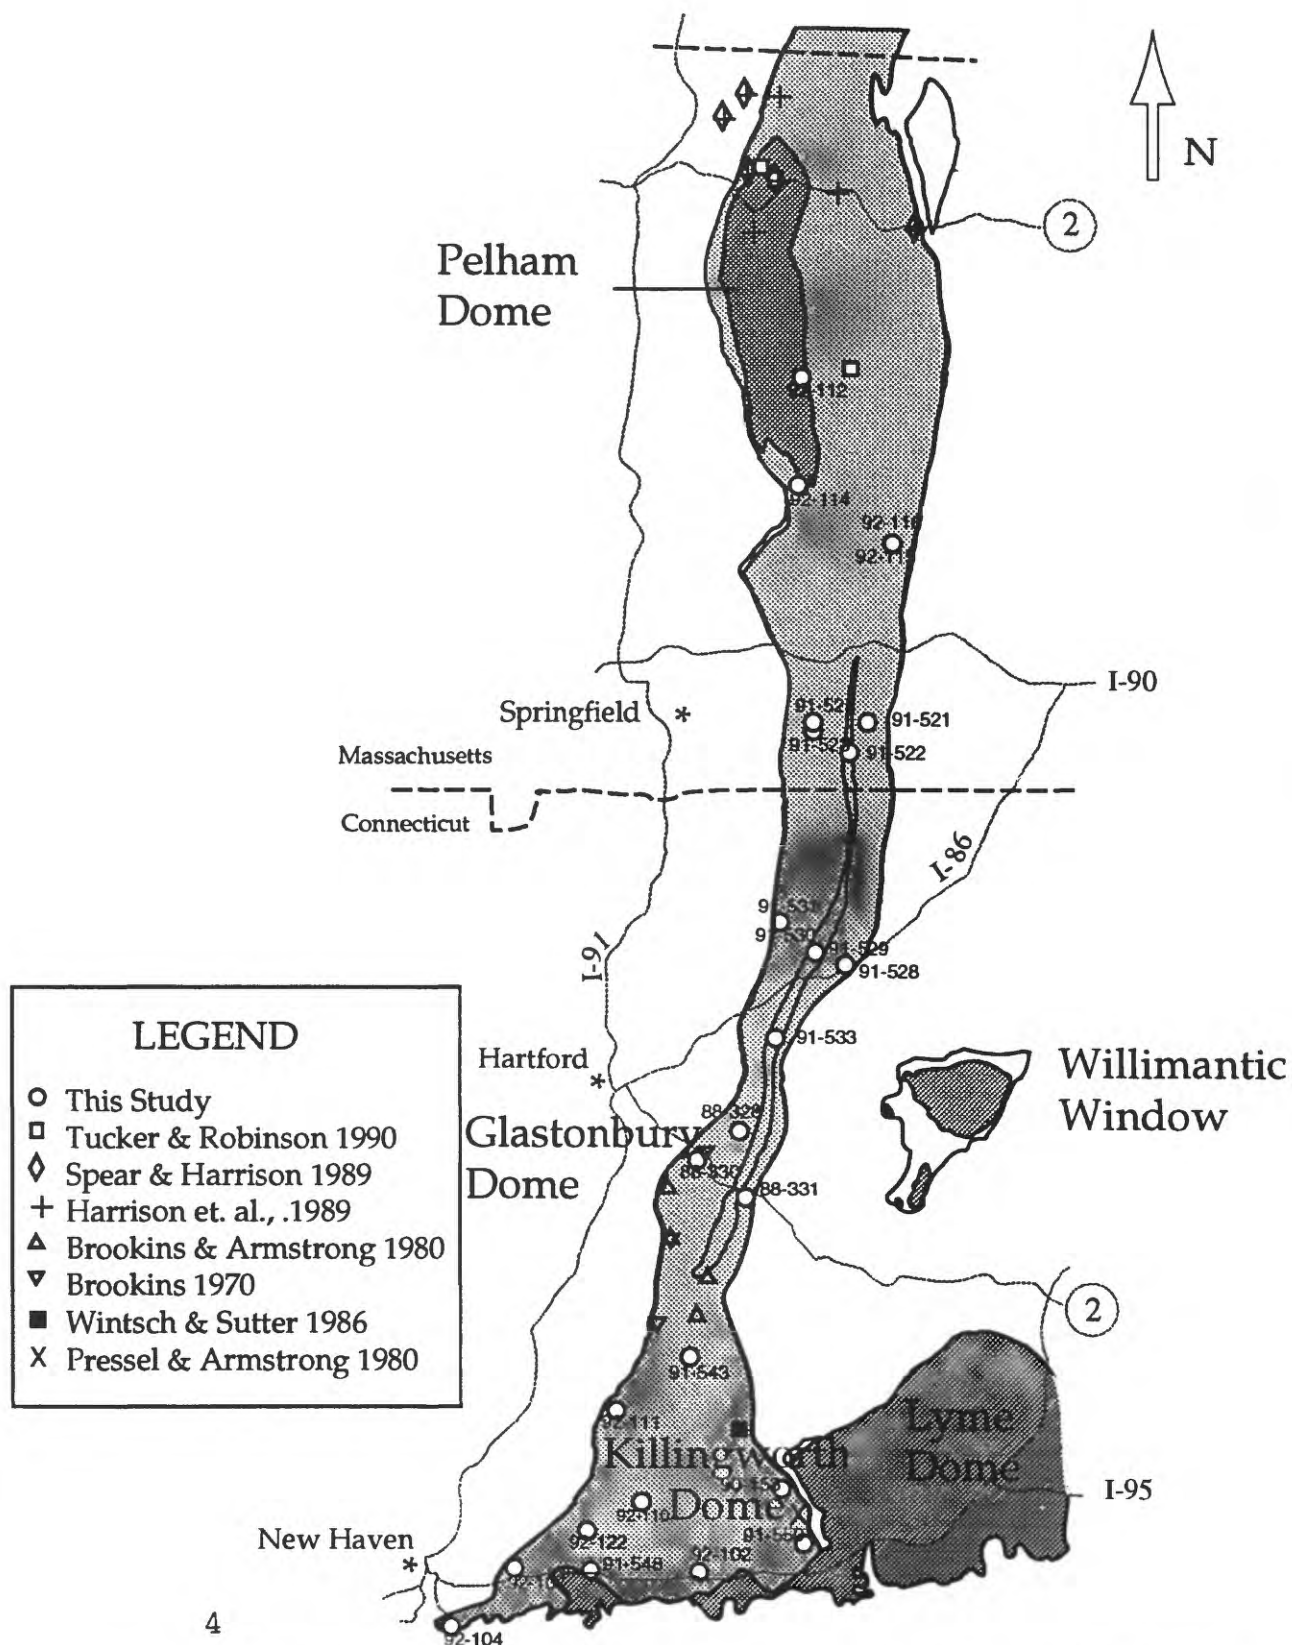 N
2
Pelham
Dome
92-112
92-114
I-90
Springfield *
91-521
91-522
Massachusetts
Connecticut
I-86
I-91
91-529
91-528
91-533
LEGEND
This Study
Tucker & Robinson 1990
Spear & Harrison 1989
Harrison et. al., .1989
Brookins & Armstrong 1980
Brookins 1970
Wintsch & Sutter 1986
Pressel & Armstrong 1980
Hartford
*
Willimantic
Window
88-328
Glastonbury
Dome
88-330
88-331
2
91-543
92-111
Killingworth
Dome
Lyme
Dome
I-95
92-110
New Haven
*
92-122
91-548
92-102
4
92-104